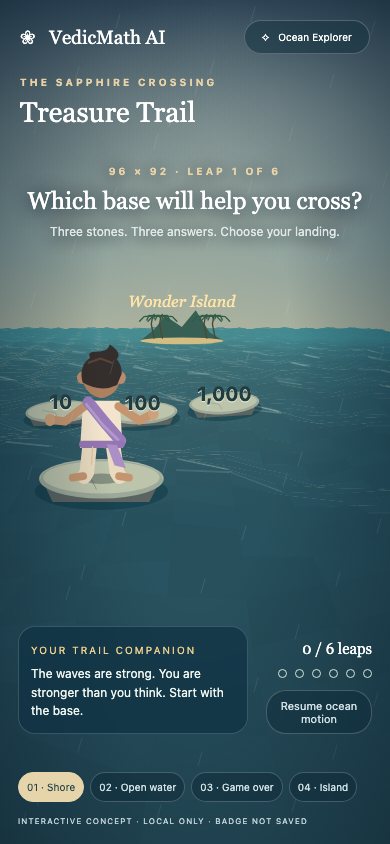 VedicMath AI
Ocean Explorer
THE SAPPHIRE CROSSING
Treasure Trail
96 × 92 · LEAP 1 OF 6
Which base will help you cross?
Three stones. Three answers. Choose your landing.
Wonder Island
10
100
1,000
YOUR TRAIL COMPANION
The waves are strong. You are
stronger than you think. Start with
the base.
0 / 6 leaps
Resume ocean
motion
01 · Shore
02 · Open water
03 · Game over
04 · Island
INTERACTIVE CONCEPT · LOCAL ONLY · BADGE NOT SAVED